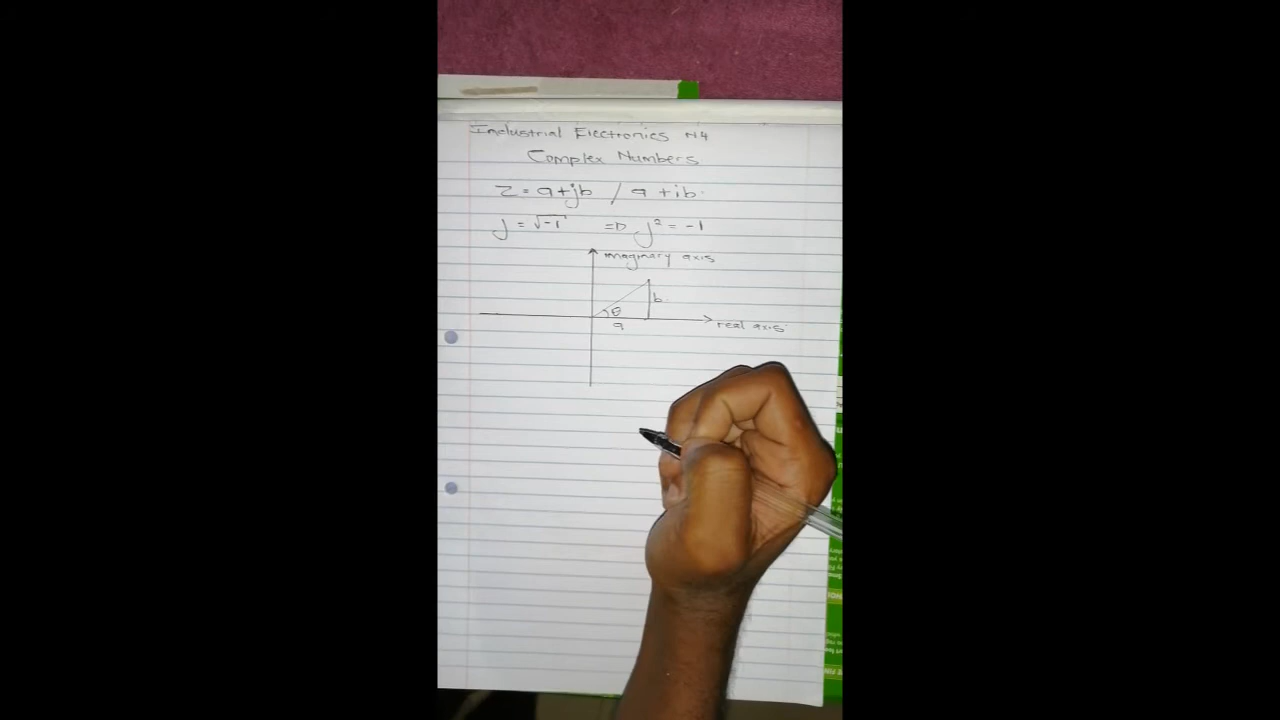 Industrial Electronics N4
Complex Numbers
Z = a+jb / a+ib
j = √-1 ⇒ j² = -1
imaginary axis
b
θ
a
real axis